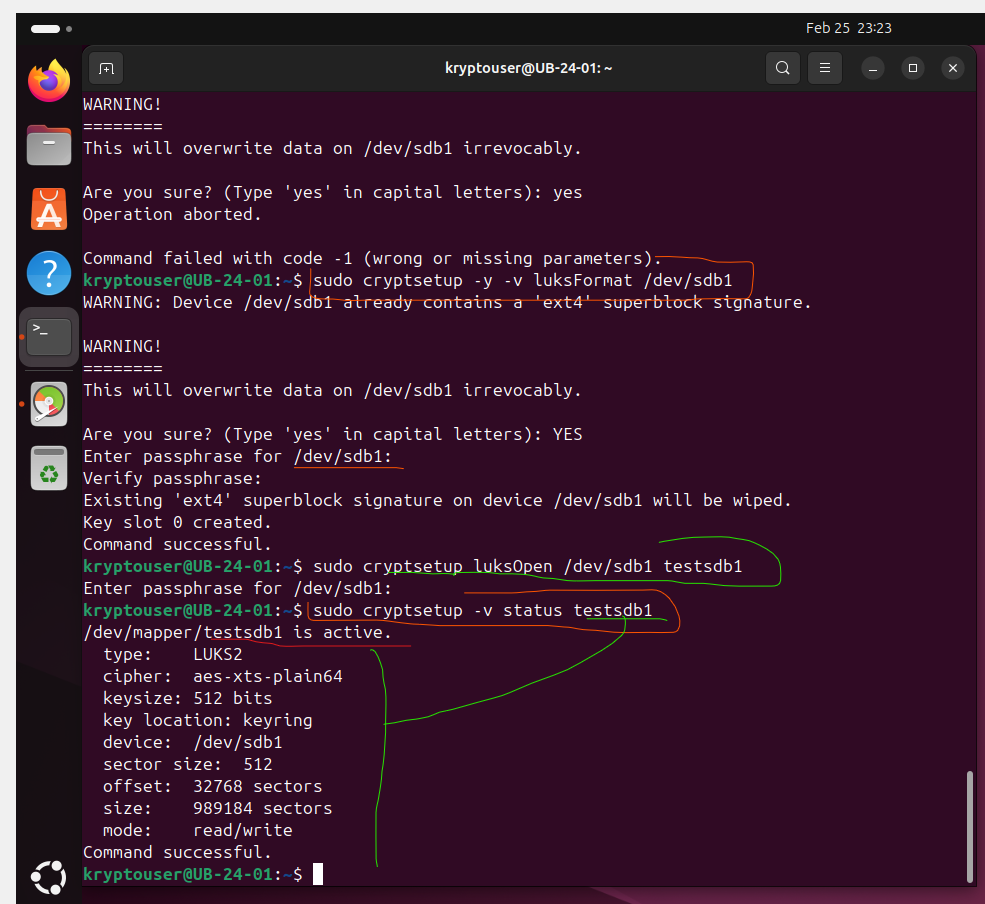 Feb 25 23:23
kryptouser@UB-24-01: ~
WARNING!
========
This will overwrite data on /dev/sdb1 irrevocably.
Are you sure? (Type 'yes' in capital letters): yes
Operation aborted.
Command failed with code -1 (wrong or missing parameters).
kryptouser@UB-24-01:~$ sudo cryptsetup -y -v luksFormat /dev/sdb1
WARNING: Device /dev/sdb1 already contains a 'ext4' superblock signature.
WARNING!
========
This will overwrite data on /dev/sdb1 irrevocably.
Are you sure? (Type 'yes' in capital letters): YES
Enter passphrase for /dev/sdb1:
Verify passphrase:
Existing 'ext4' superblock signature on device /dev/sdb1 will be wiped.
Key slot 0 created.
Command successful.
kryptouser@UB-24-01:~$ sudo cryptsetup luksOpen /dev/sdb1 testsdb1
Enter passphrase for /dev/sdb1:
kryptouser@UB-24-01:~$ sudo cryptsetup -v status testsdb1
/dev/mapper/testsdb1 is active.
type: LUKS2
cipher: aes-xts-plain64
keysize: 512 bits
key location: keyring
device: /dev/sdb1
sector size: 512
offset: 32768 sectors
size: 989184 sectors
mode: read/write
Command successful.
kryptouser@UB-24-01:~$